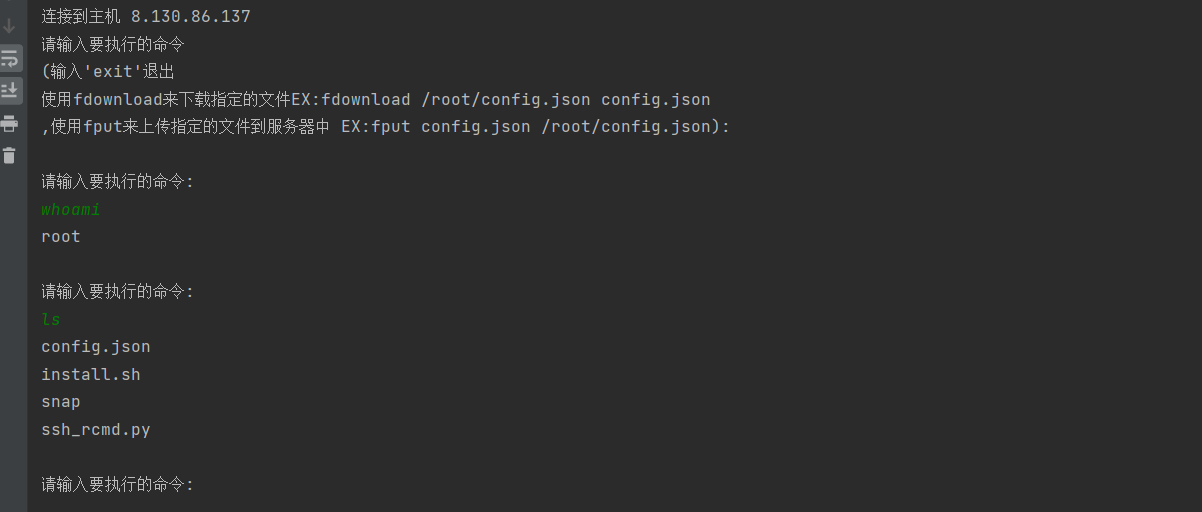 连接到主机 8.130.86.137
请输入要执行的命令
(输入'exit'退出
使用fdownload来下载指定的文件EX:fdownload /root/config.json config.json
,使用fput来上传指定的文件到服务器中 EX:fput config.json /root/config.json):
请输入要执行的命令:
whoami
root
请输入要执行的命令:
ls
config.json
install.sh
snap
ssh_rcmd.py
请输入要执行的命令: